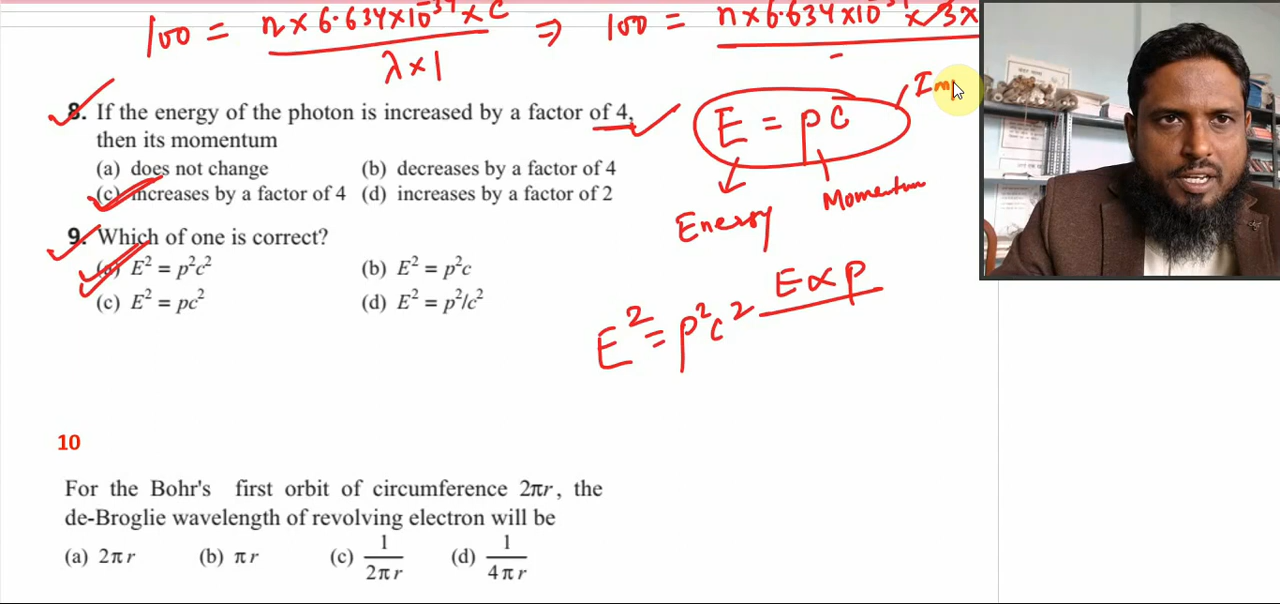 100 = n × 6.634×10⁻³⁴ × c / λ×1 ⇒ 100 = n × 6.634 ×10 × 3×
8. If the energy of the photon is increased by a factor of 4,
then its momentum
(a) does not change (b) decreases by a factor of 4
(c) increases by a factor of 4 (d) increases by a factor of 2
E = pc
Imp
Energy
Momentum
9. Which of one is correct?
(a) E² = p²c² (b) E² = p²c
(c) E² = pc² (d) E² = p²/c²
E ∝ p
E² = p²c²
10
For the Bohr's first orbit of circumference 2πr, the
de-Broglie wavelength of revolving electron will be
(a) 2πr (b) πr (c) 1/2πr (d) 1/4πr